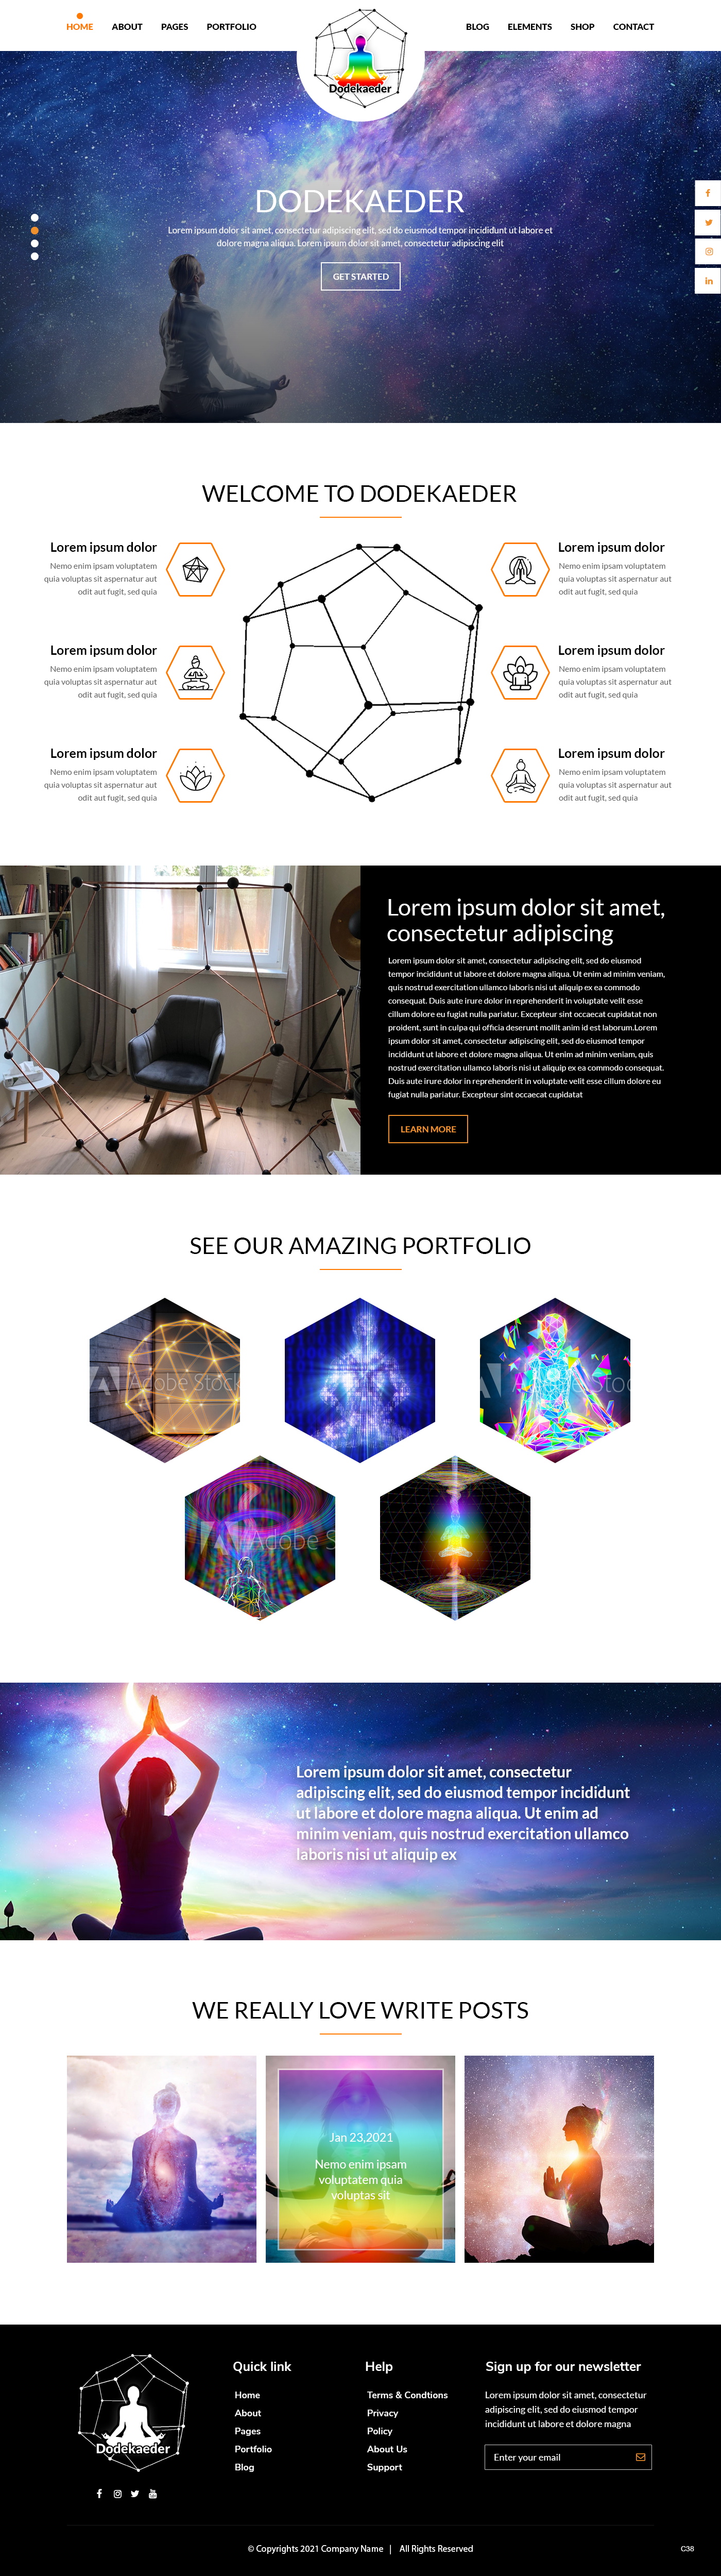 HOME ABOUT PAGES PORTFOLIO
Dodekaeder
BLOG ELEMENTS SHOP CONTACT
DODEKAEDER
Lorem ipsum dolor sit amet, consectetur adipiscing elit, sed do eiusmod tempor incididunt ut labore et
dolore magna aliqua. Lorem ipsum dolor sit amet, consectetur adipiscing elit
GET STARTED
WELCOME TO DODEKAEDER
Lorem ipsum dolor
Nemo enim ipsam voluptatem
quia voluptas sit aspernatur aut
odit aut fugit, sed quia
Lorem ipsum dolor
Nemo enim ipsam voluptatem
quia voluptas sit aspernatur aut
odit aut fugit, sed quia
Lorem ipsum dolor
Nemo enim ipsam voluptatem
quia voluptas sit aspernatur aut
odit aut fugit, sed quia
Lorem ipsum dolor
Nemo enim ipsam voluptatem
quia voluptas sit aspernatur aut
odit aut fugit, sed quia
Lorem ipsum dolor
Nemo enim ipsam voluptatem
quia voluptas sit aspernatur aut
odit aut fugit, sed quia
Lorem ipsum dolor
Nemo enim ipsam voluptatem
quia voluptas sit aspernatur aut
odit aut fugit, sed quia
Lorem ipsum dolor sit amet,
consectetur adipiscing
Lorem ipsum dolor sit amet, consectetur adipiscing elit, sed do eiusmod
tempor incididunt ut labore et dolore magna aliqua. Ut enim ad minim veniam,
quis nostrud exercitation ullamco laboris nisi ut aliquip ex ea commodo
consequat. Duis aute irure dolor in reprehenderit in voluptate velit esse
cillum dolore eu fugiat nulla pariatur. Excepteur sint occaecat cupidatat non
proident, sunt in culpa qui officia deserunt mollit anim id est laborum.Lorem
ipsum dolor sit amet, consectetur adipiscing elit, sed do eiusmod tempor
incididunt ut labore et dolore magna aliqua. Ut enim ad minim veniam, quis
nostrud exercitation ullamco laboris nisi ut aliquip ex ea commodo consequat.
Duis aute irure dolor in reprehenderit in voluptate velit esse cillum dolore eu
fugiat nulla pariatur. Excepteur sint occaecat cupidatat
LEARN MORE
SEE OUR AMAZING PORTFOLIO
Adobe Stock
Adobe Stoc
Adobe S
Lorem ipsum dolor sit amet, consectetur
adipiscing elit, sed do eiusmod tempor incididunt
ut labore et dolore magna aliqua. Ut enim ad
minim veniam, quis nostrud exercitation ullamco
laboris nisi ut aliquip ex
WE REALLY LOVE WRITE POSTS
Jan 23,2021
Nemo enim ipsam
voluptatem quia
voluptas sit
Dodekaeder
Quick link
Home
About
Pages
Portfolio
Blog
Help
Terms & Condtions
Privacy
Policy
About Us
Support
Sign up for our newsletter
Lorem ipsum dolor sit amet, consectetur
adipiscing elit, sed do eiusmod tempor
incididunt ut labore et dolore magna
Enter your email
© Copyrights 2021 Company Name | All Rights Reserved
C38